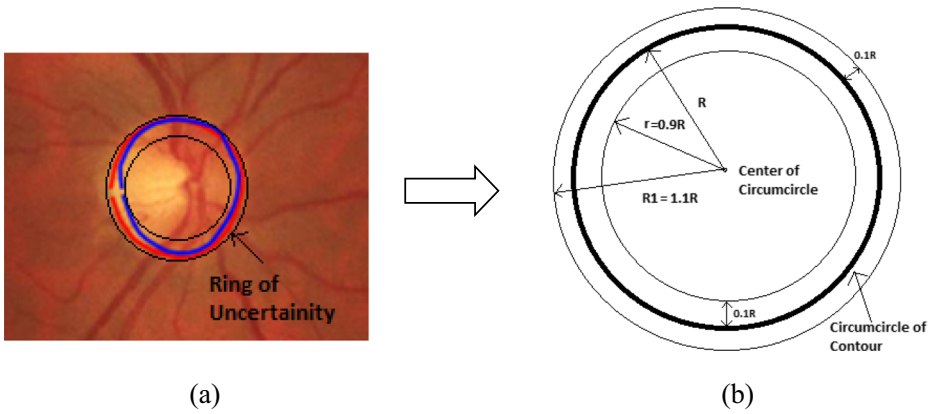 Ring of
Uncertainity
(a)
0.1R
R
r=0.9R
Center of
Circumcircle
R1 = 1.1R
0.1R
Circumcircle of
Contour
(b)